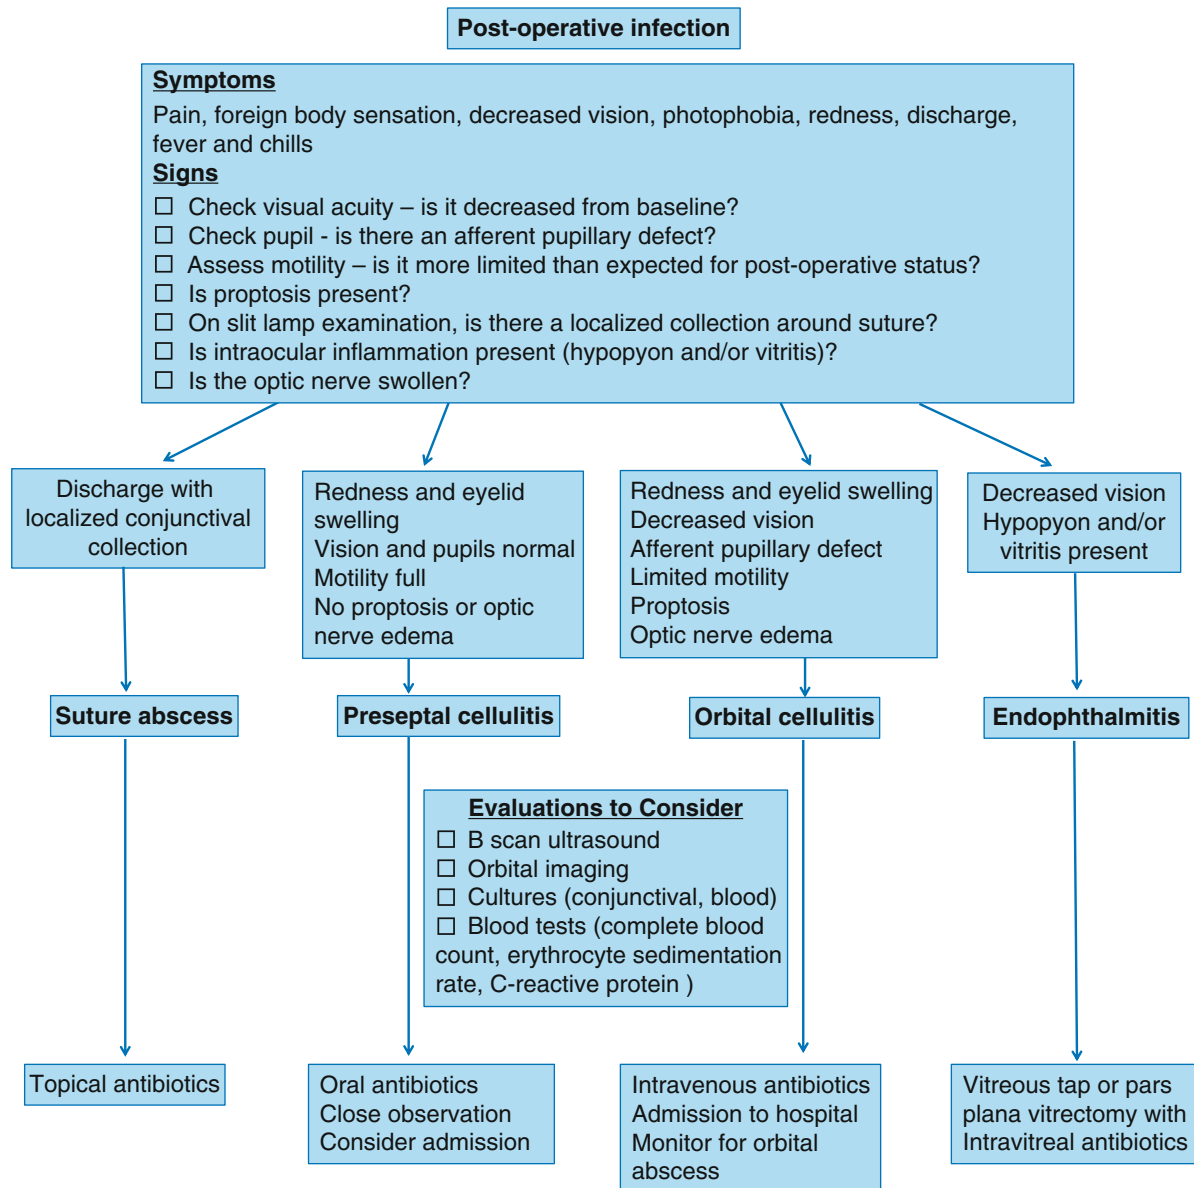 Post-operative infection
Symptoms
Pain, foreign body sensation, decreased vision, photophobia, redness, discharge,
fever and chills
Signs
☐ Check visual acuity – is it decreased from baseline?
☐ Check pupil - is there an afferent pupillary defect?
☐ Assess motility – is it more limited than expected for post-operative status?
☐ Is proptosis present?
☐ On slit lamp examination, is there a localized collection around suture?
☐ Is intraocular inflammation present (hypopyon and/or vitritis)?
☐ Is the optic nerve swollen?
Discharge with
localized conjunctival
collection
Redness and eyelid
swelling
Vision and pupils normal
Motility full
No proptosis or optic
nerve edema
Redness and eyelid swelling
Decreased vision
Afferent pupillary defect
Limited motility
Proptosis
Optic nerve edema
Decreased vision
Hypopyon and/or
vitritis present
Suture abscess
Preseptal cellulitis
Orbital cellulitis
Endophthalmitis
Evaluations to Consider
☐ B scan ultrasound
☐ Orbital imaging
☐ Cultures (conjunctival, blood)
☐ Blood tests (complete blood
count, erythrocyte sedimentation
rate, C-reactive protein )
Topical antibiotics
Oral antibiotics
Close observation
Consider admission
Intravenous antibiotics
Admission to hospital
Monitor for orbital
abscess
Vitreous tap or pars
plana vitrectomy with
Intravitreal antibiotics